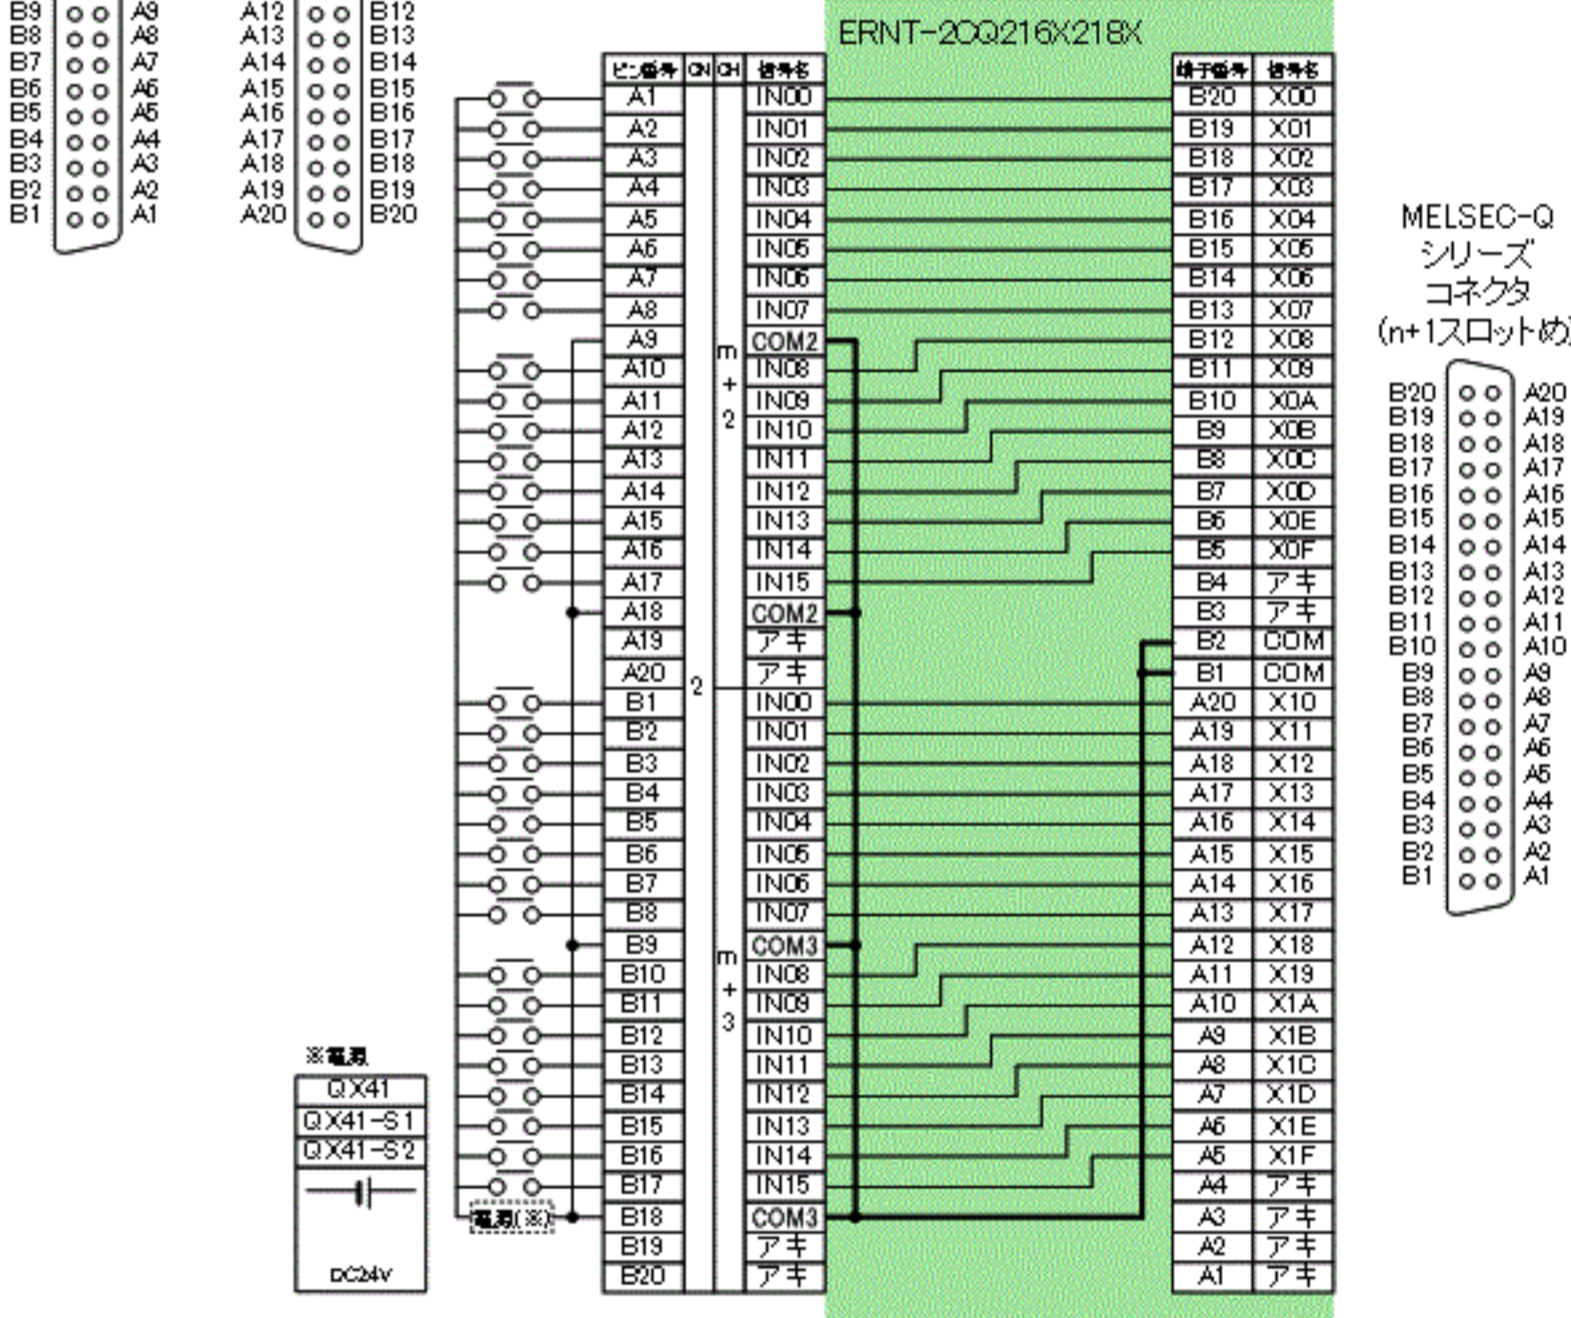 B9 A9 A12 B12
B8 A8 A13 B13
B7 A7 A14 B14
B6 A6 A15 B15
B5 A5 A16 B16
B4 A4 A17 B17
B3 A3 A18 B18
B2 A2 A19 B19
B1 A1 A20 B20
ERNT-2CQ216X218X
ピン番号 CN CH 信号名 端子番号 信号名
A1 IN00 B20 X00
A2 IN01 B19 X01
A3 IN02 B18 X02
A4 IN03 B17 X03
A5 IN04 B16 X04
A6 IN05 B15 X05
A7 IN06 B14 X06
A8 IN07 B13 X07
A9 COM2 B12 X08
A10 IN08 B11 X09
A11 IN09 B10 X0A
A12 IN10 B9 X0B
A13 IN11 B8 X0C
A14 IN12 B7 X0D
A15 IN13 B6 X0E
A16 IN14 B5 X0F
A17 IN15 B4 アキ
A18 COM2 B3 アキ
A19 アキ B2 COM
A20 アキ B1 COM
B1 IN00 A20 X10
B2 IN01 A19 X11
B3 IN02 A18 X12
B4 IN03 A17 X13
B5 IN04 A16 X14
B6 IN05 A15 X15
B7 IN06 A14 X16
B8 IN07 A13 X17
B9 COM3 A12 X18
B10 IN08 A11 X19
B11 IN09 A10 X1A
B12 IN10 A9 X1B
B13 IN11 A8 X1C
B14 IN12 A7 X1D
B15 IN13 A6 X1E
B16 IN14 A5 X1F
B17 IN15 A4 アキ
電源(※) B18 COM3 A3 アキ
B19 アキ A2 アキ
B20 アキ A1 アキ
2
m+2
m+3
※電源
QX41
QX41-S1
QX41-S2
DC24V
MELSEC-Q
シリーズ
コネクタ
(n+1スロットめ)
B20 A20
B19 A19
B18 A18
B17 A17
B16 A16
B15 A15
B14 A14
B13 A13
B12 A12
B11 A11
B10 A10
B9 A9
B8 A8
B7 A7
B6 A6
B5 A5
B4 A4
B3 A3
B2 A2
B1 A1